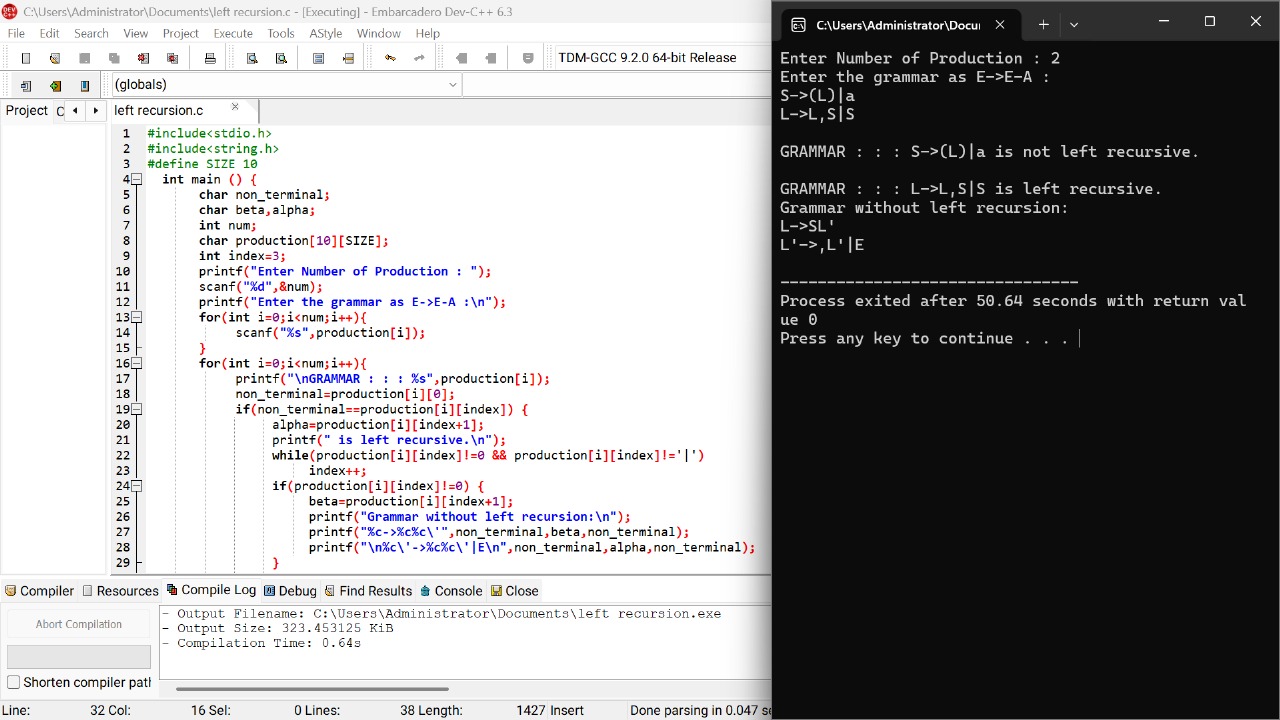 C:\Users\Administrator\Documents\left recursion.c - [Executing] - Embarcadero Dev-C++ 6.3
File Edit Search View Project Execute Tools AStyle Window Help
TDM-GCC 9.2.0 64-bit Release
(globals)
Project C left recursion.c
1 #include<stdio.h>
2 #include<string.h>
3 #define SIZE 10
4 int main () {
5 char non_terminal;
6 char beta,alpha;
7 int num;
8 char production[10][SIZE];
9 int index=3;
10 printf("Enter Number of Production : ");
11 scanf("%d",&num);
12 printf("Enter the grammar as E->E-A :\n");
13 for(int i=0;i<num;i++){
14 scanf("%s",production[i]);
15 }
16 for(int i=0;i<num;i++){
17 printf("\nGRAMMAR : : : %s",production[i]);
18 non_terminal=production[i][0];
19 if(non_terminal==production[i][index]) {
20 alpha=production[i][index+1];
21 printf(" is left recursive.\n");
22 while(production[i][index]!=0 && production[i][index]!='|')
23 index++;
24 if(production[i][index]!=0) {
25 beta=production[i][index+1];
26 printf("Grammar without left recursion:\n");
27 printf("%c->%c%c\'",non_terminal,beta,non_terminal);
28 printf("\n%c\'->%c%c\'|E\n",non_terminal,alpha,non_terminal);
29 }
Compiler Resources Compile Log Debug Find Results Console Close
Abort Compilation
Shorten compiler path
- Output Filename: C:\Users\Administrator\Documents\left recursion.exe
- Output Size: 323.453125 KiB
- Compilation Time: 0.64s
Line: 32 Col: 16 Sel: 0 Lines: 38 Length: 1427 Insert Done parsing in 0.047 se
C:\Users\Administrator\Docu
Enter Number of Production : 2
Enter the grammar as E->E-A :
S->(L)|a
L->L,S|S
GRAMMAR : : : S->(L)|a is not left recursive.
GRAMMAR : : : L->L,S|S is left recursive.
Grammar without left recursion:
L->SL'
L'->,L'|E
--------------------------------
Process exited after 50.64 seconds with return val
ue 0
Press any key to continue . . .